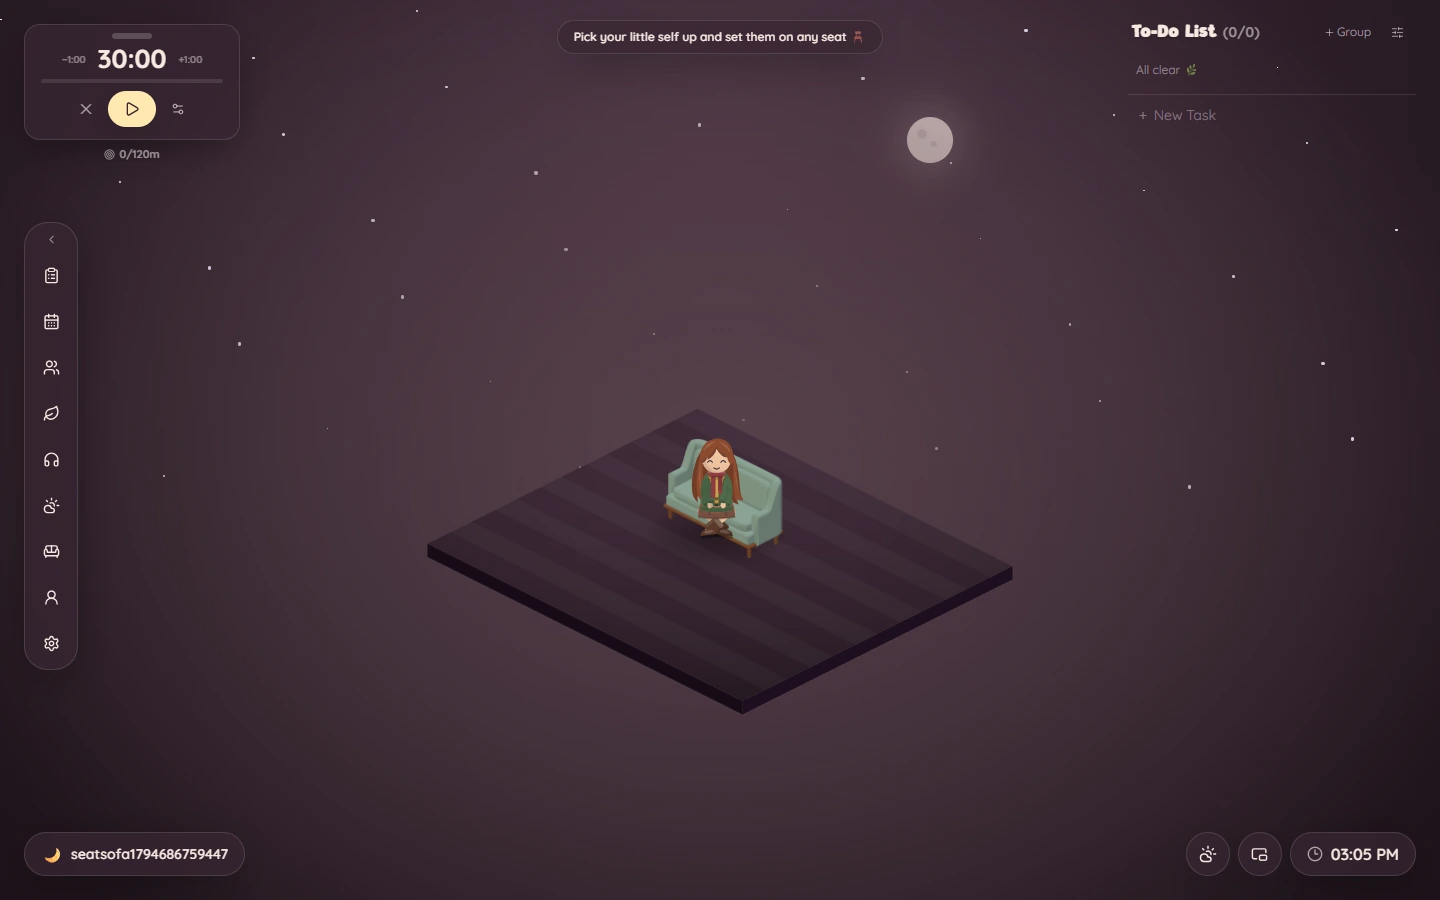 −1:00 30:00 +1:00
0/120m
Pick your little self up and set them on any seat
To-Do List (0/0) + Group
All clear
+ New Task
seatsofa1794686759447
03:05 PM